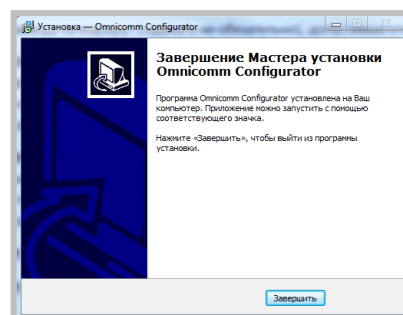 Установка — Omnicomm Configurator
Завершение Мастера установки
Omnicomm Configurator
Программа Omnicomm Configurator установлена на Ваш
компьютер. Приложение можно запустить с помощью
соответствующего значка.
Нажмите «Завершить», чтобы выйти из программы
установки.
Завершить